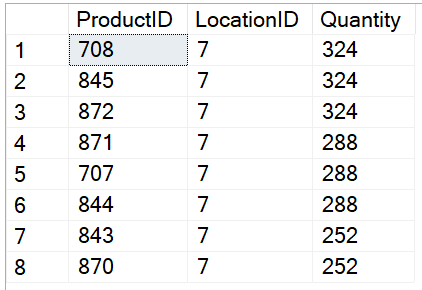 ProductID LocationID Quantity
1 708 7 324
2 845 7 324
3 872 7 324
4 871 7 288
5 707 7 288
6 844 7 288
7 843 7 252
8 870 7 252